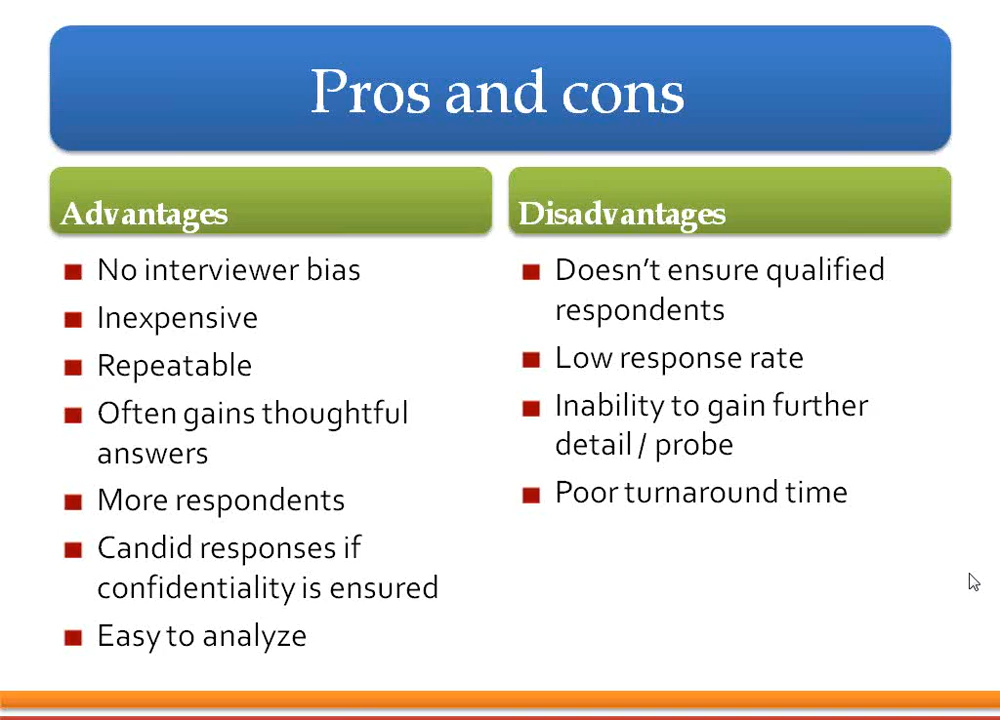 Pros and cons
Advantages
No interviewer bias
Inexpensive
Repeatable
Often gains thoughtful
answers
More respondents
Candid responses if
confidentiality is ensured
Easy to analyze
Disadvantages
Doesn’t ensure qualified
respondents
Low response rate
Inability to gain further
detail / probe
Poor turnaround time